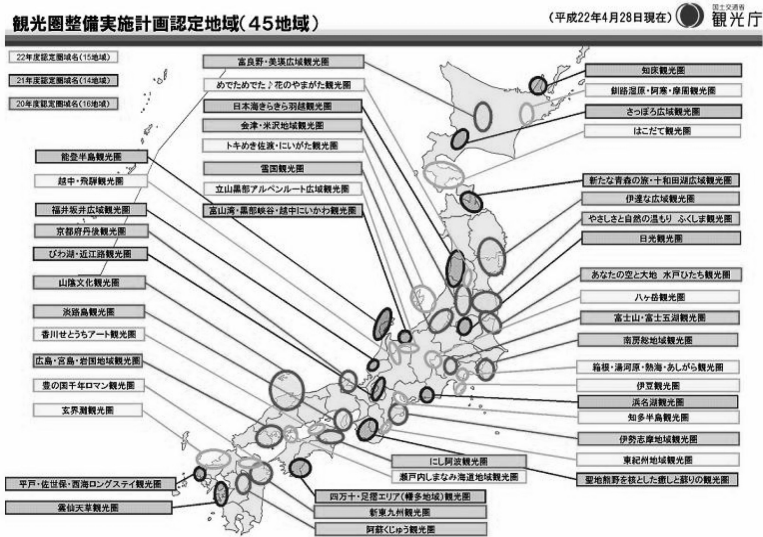 観光圏整備実施計画認定地域(45地域)
(平成22年4月28日現在)
国土交通省
観光庁
22年度認定圏域名(15地域)
21年度認定圏域名(14地域)
20年度認定圏域名(16地域)
富良野・美瑛広域観光圏
めでためでた♪花のやまがた観光圏
日本海きらきら羽越観光圏
会津・米沢地域観光圏
トキめき佐渡・にいがた観光圏
雪国観光圏
立山黒部アルペンルート広域観光圏
富山湾・黒部峡谷・越中にいかわ観光圏
能登半島観光圏
越中・飛騨観光圏
福井坂井広域観光圏
京都府丹後観光圏
びわ湖・近江路観光圏
山陰文化観光圏
淡路島観光圏
香川せとうちアート観光圏
広島・宮島・岩国地域観光圏
豊の国千年ロマン観光圏
玄界灘観光圏
平戸・佐世保・西海ロングステイ観光圏
雲仙天草観光圏
知床観光圏
釧路湿原・阿寒・摩周観光圏
さっぽろ広域観光圏
はこだて観光圏
新たな青森の旅・十和田湖広域観光圏
伊達な広域観光圏
やさしさと自然の温もり ふくしま観光圏
日光観光圏
あなたの空と大地 水戸ひたち観光圏
八ヶ岳観光圏
富士山・富士五湖観光圏
南房総地域観光圏
箱根・湯河原・熱海・あしがら観光圏
伊豆観光圏
浜名湖観光圏
知多半島観光圏
伊勢志摩地域観光圏
東紀州地域観光圏
聖地熊野を核とした癒しと蘇りの観光圏
にし阿波観光圏
瀬戸内しまなみ海道地域観光圏
四万十・足摺エリア(幡多地域)観光圏
新東九州観光圏
阿蘇くじゅう観光圏